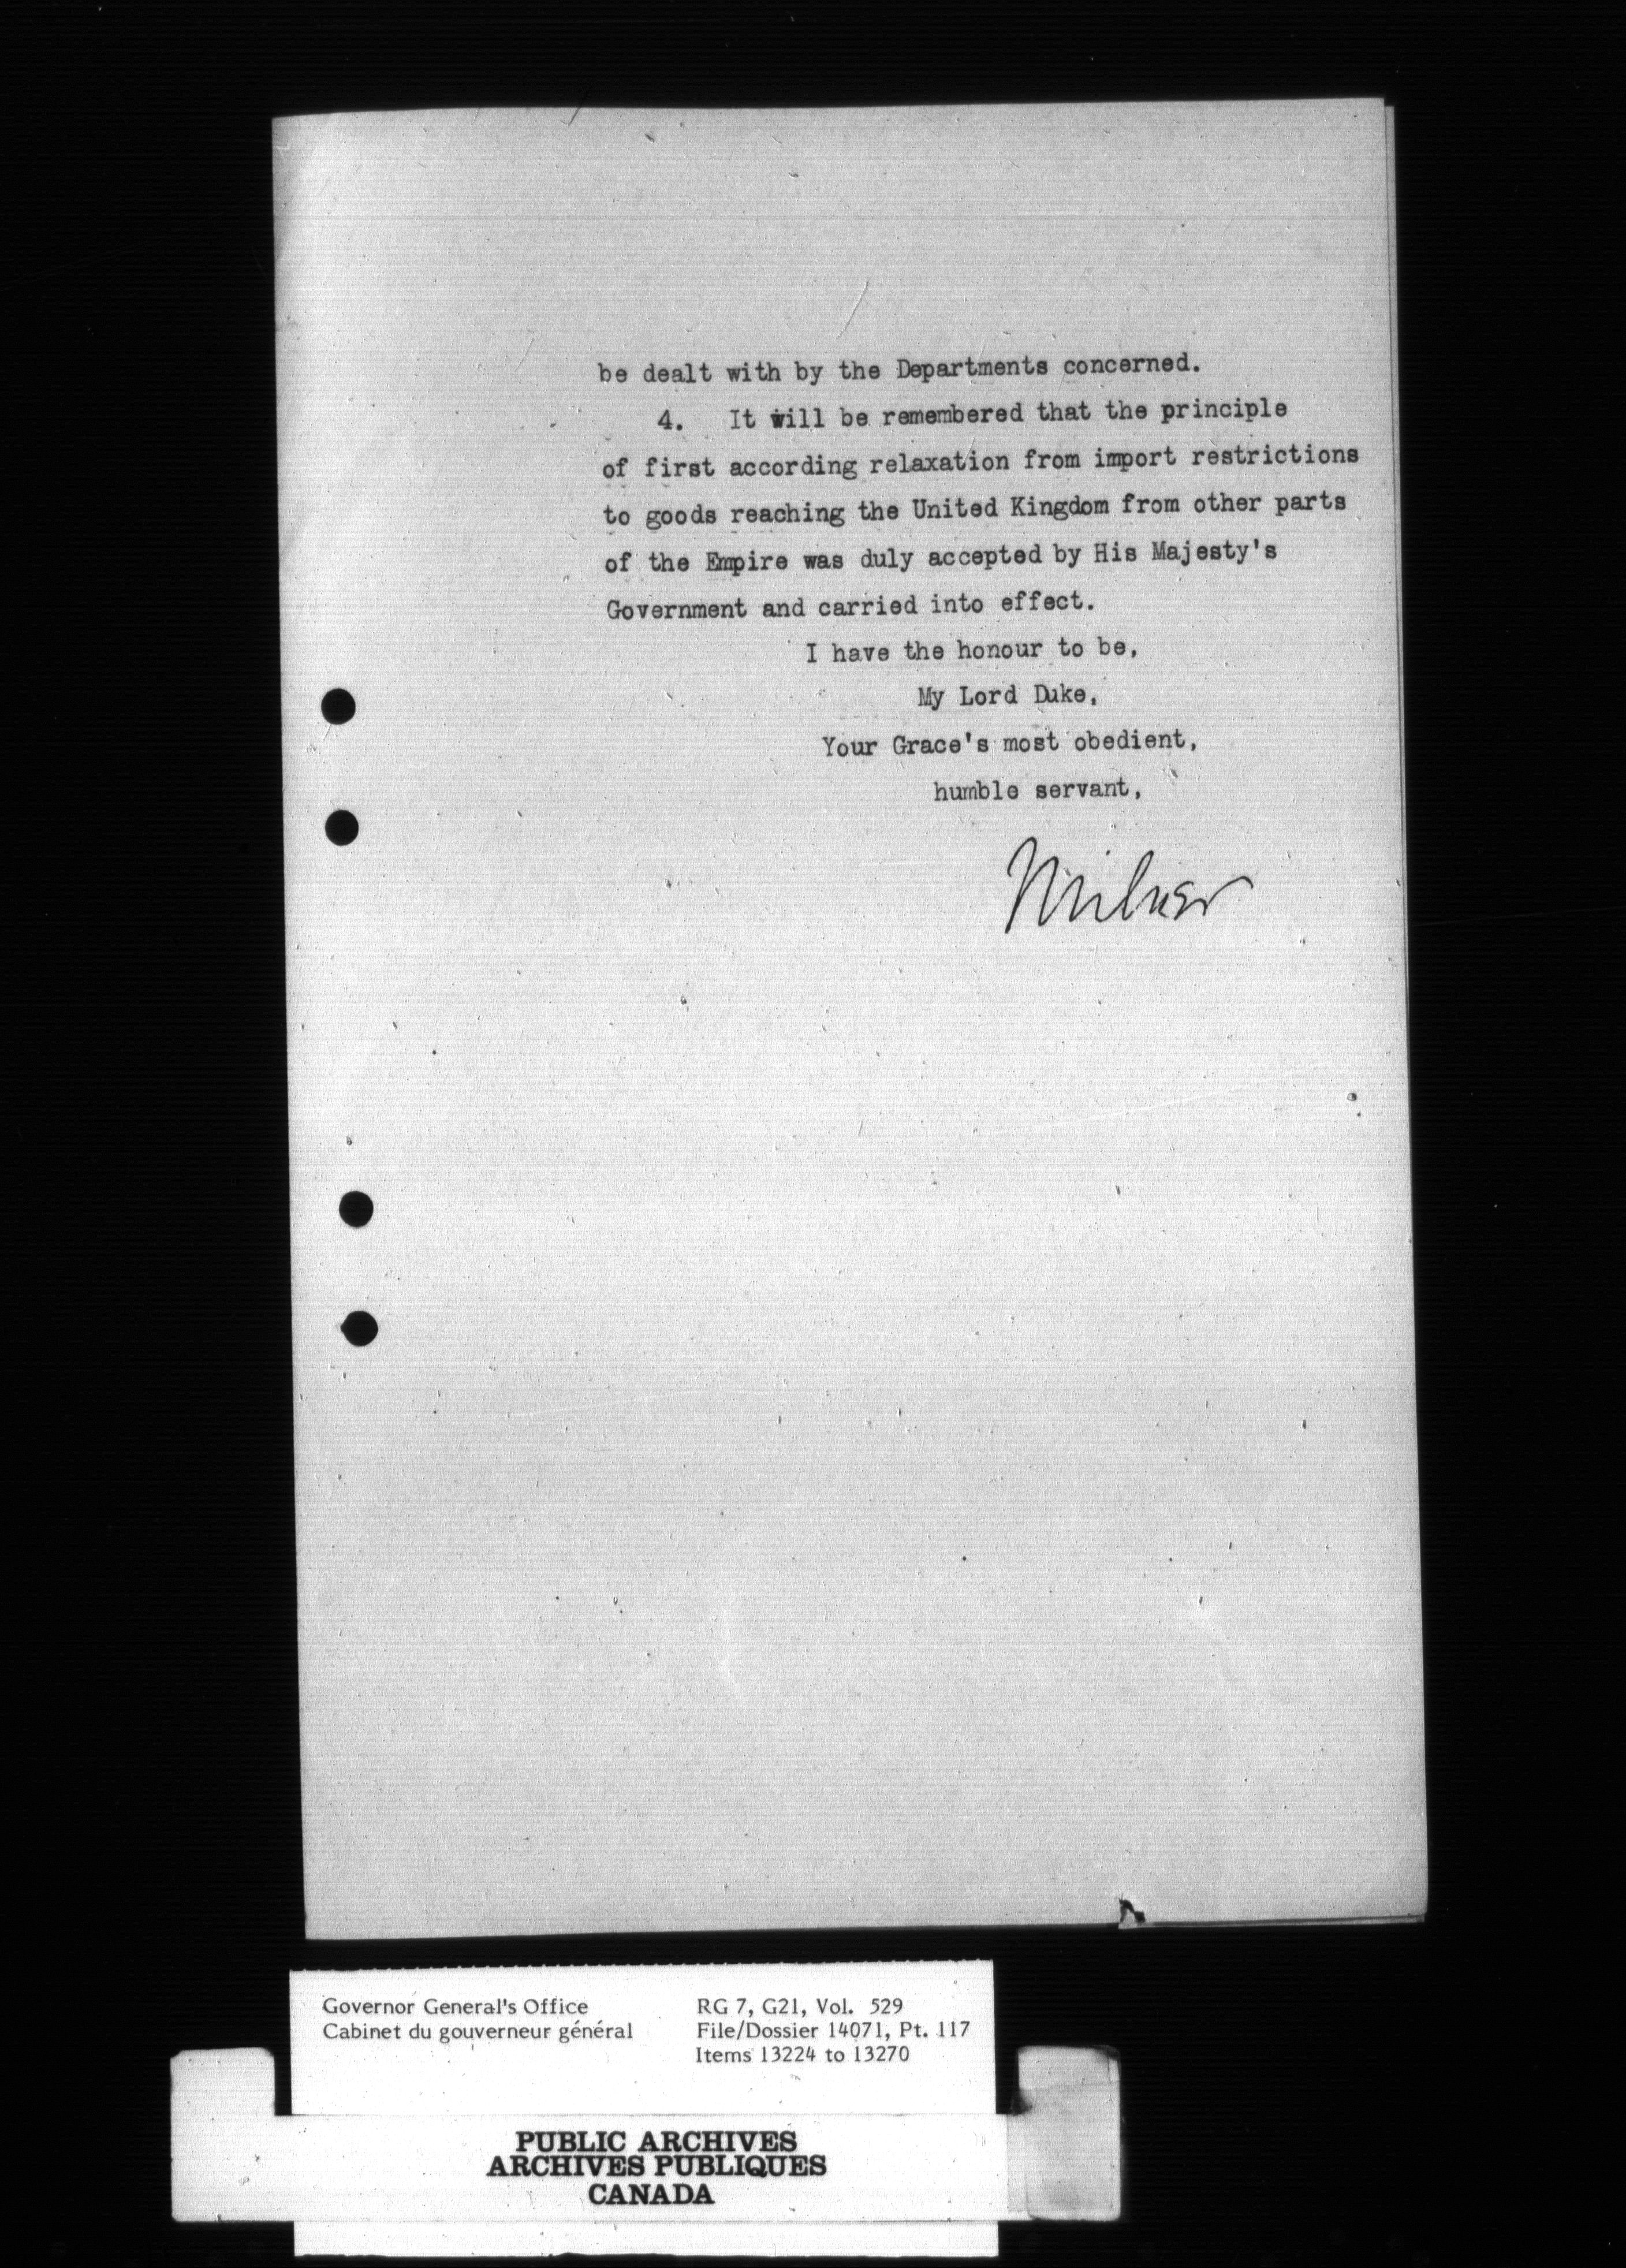 be dealt with by the Departments concerned.
4. It will be remembered that the principle
of first according relaxation from import restrictions
to goods reaching the United Kingdom from other parts
of the Empire was duly accepted by His Majesty's
Government and carried into effect.
I have the honour to be,
My Lord Duke,
Your Grace's most obedient,
humble servant,
Milner
Governor General's Office
Cabinet du gouverneur général
RG 7, G21, Vol. 529
File/Dossier 14071, Pt. 117
Items 13224 to 13270
PUBLIC ARCHIVES
ARCHIVES PUBLIQUES
CANADA